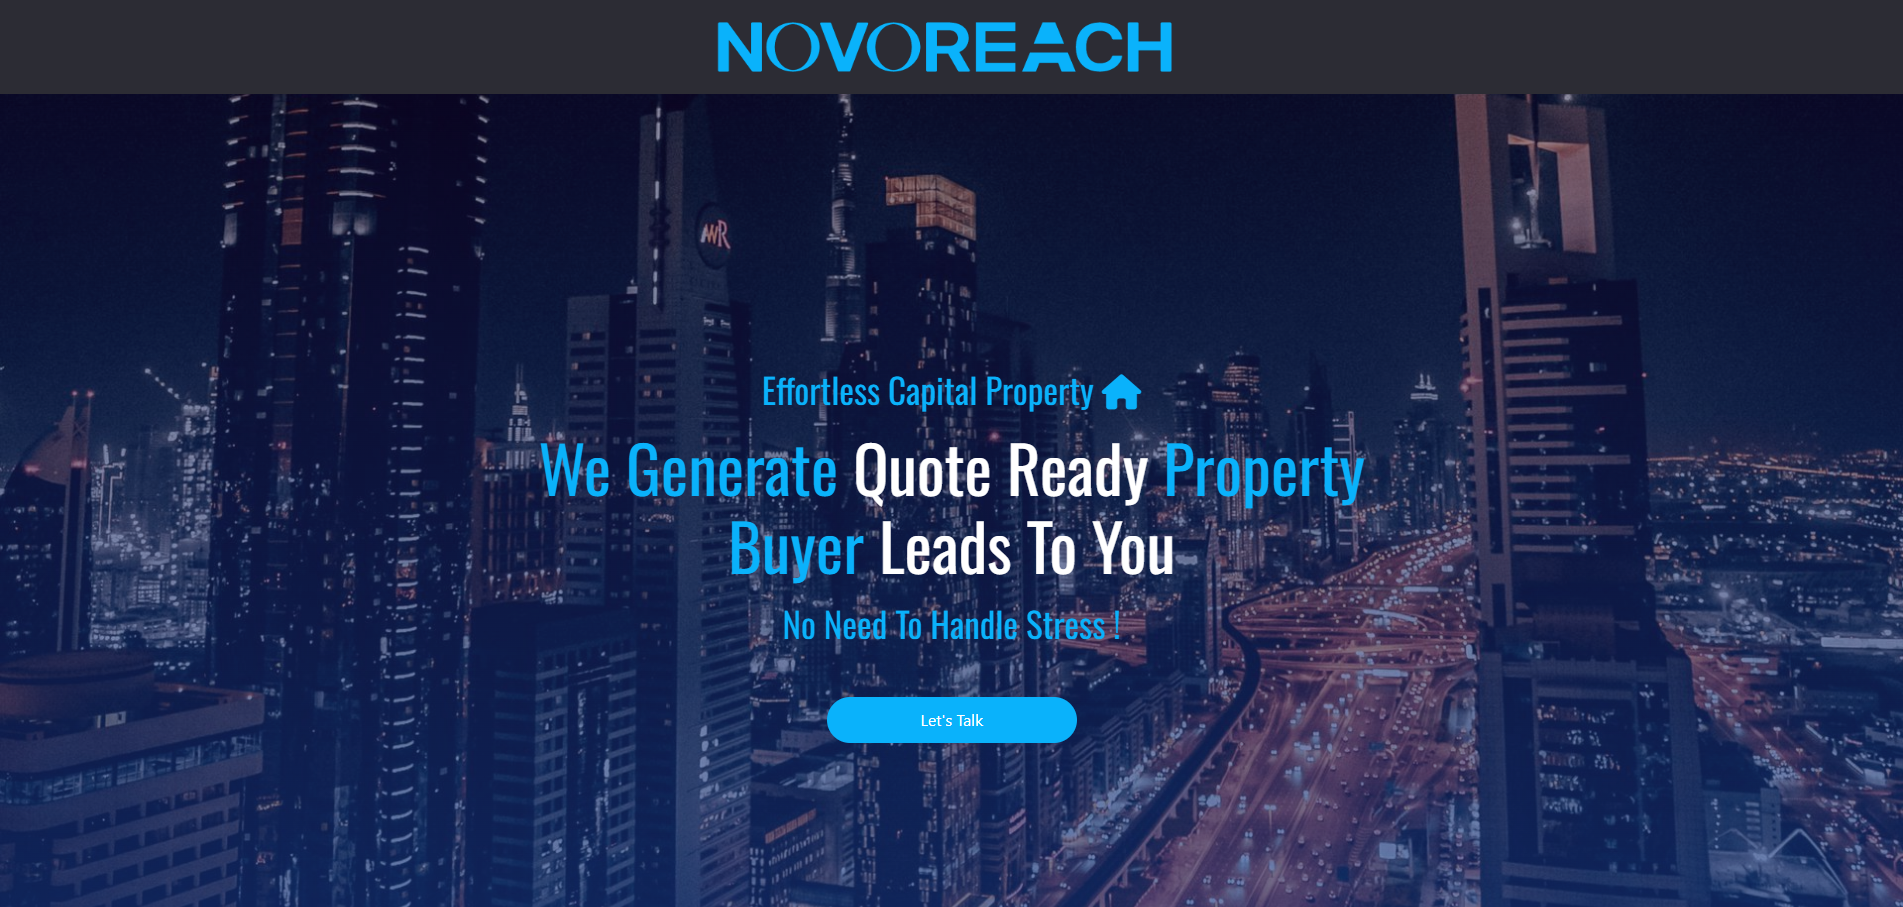 NOVOREACH
AWR
Effortless Capital Property
We Generate Quote Ready Property
Buyer Leads To You
No Need To Handle Stress !
Let's Talk